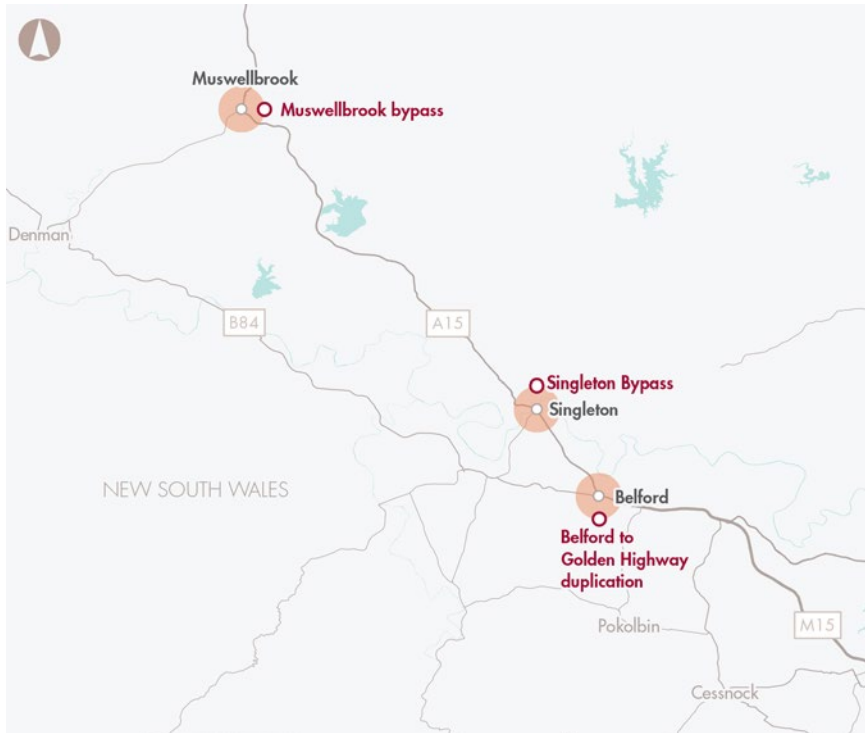 Muswellbrook
Muswellbrook bypass
Denman
B84
A15
Singleton Bypass
Singleton
NEW SOUTH WALES
Belford
Belford to
Golden Highway
duplication
Pokolbin
M15
Cessnock